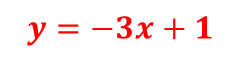 y = −3x + 1